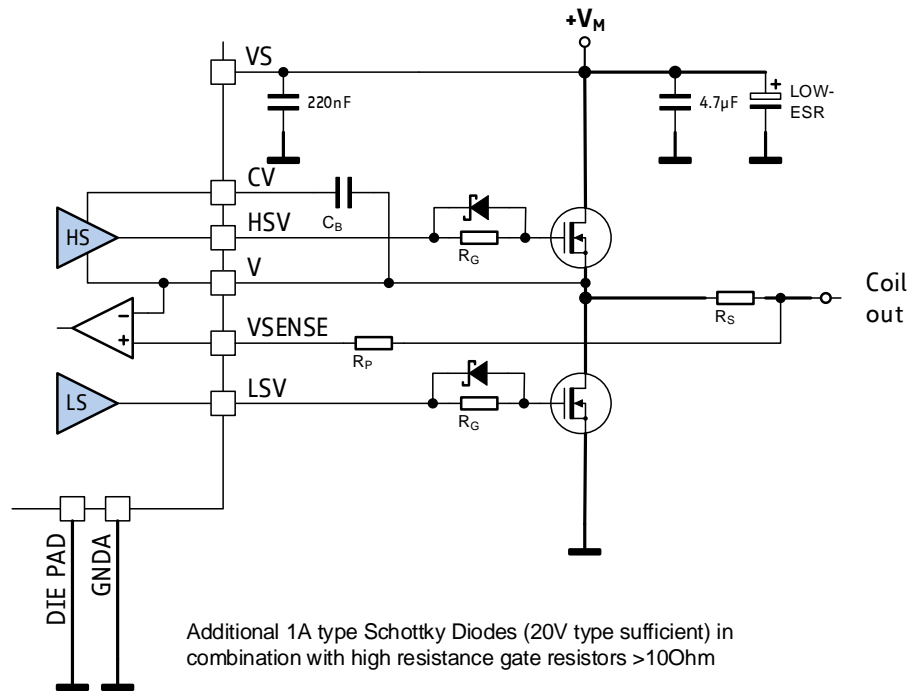 +VM
VS
220nF
4.7µF
+
LOW-
ESR
CV
CB
HS
HSV
RG
V
Coil
out
RS
–
+
VSENSE
RP
LS
LSV
RG
DIE PAD
GNDA
Additional 1A type Schottky Diodes (20V type sufficient) in
combination with high resistance gate resistors >10Ohm